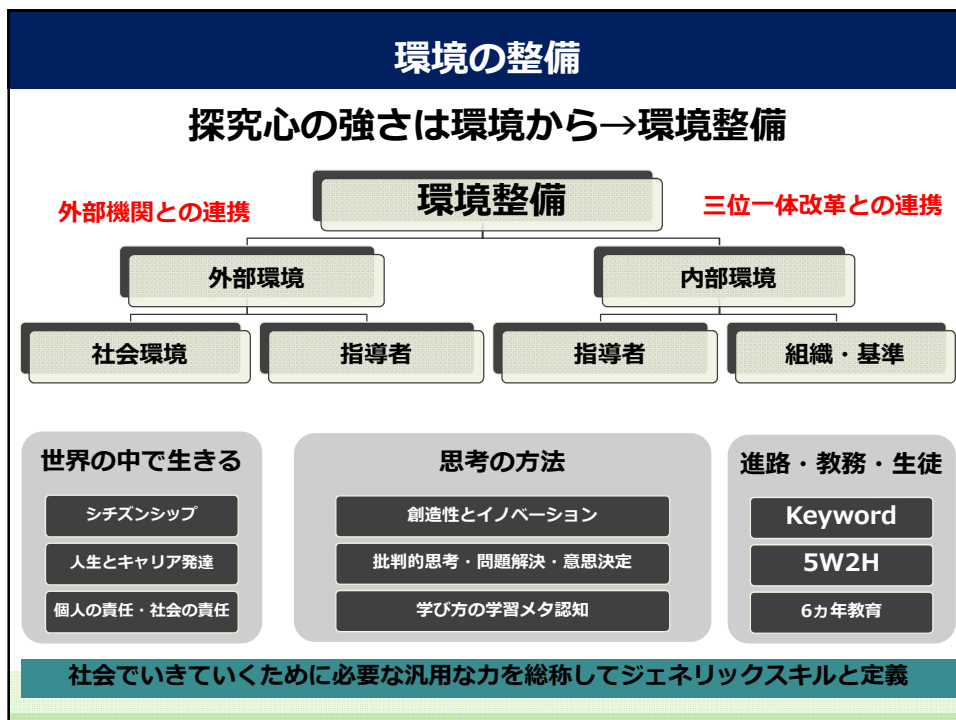 環境の整備
探究心の強さは環境から→環境整備
環境整備
外部機関との連携
三位一体改革との連携
外部環境
内部環境
社会環境
指導者
指導者
組織・基準
世界の中で生きる
シチズンシップ
人生とキャリア発達
個人の責任・社会の責任
思考の方法
創造性とイノベーション
批判的思考・問題解決・意思決定
学び方の学習メタ認知
進路・教務・生徒
Keyword
5W2H
6ヵ年教育
社会でいきていくために必要な汎用な力を総称してジェネリックスキルと定義